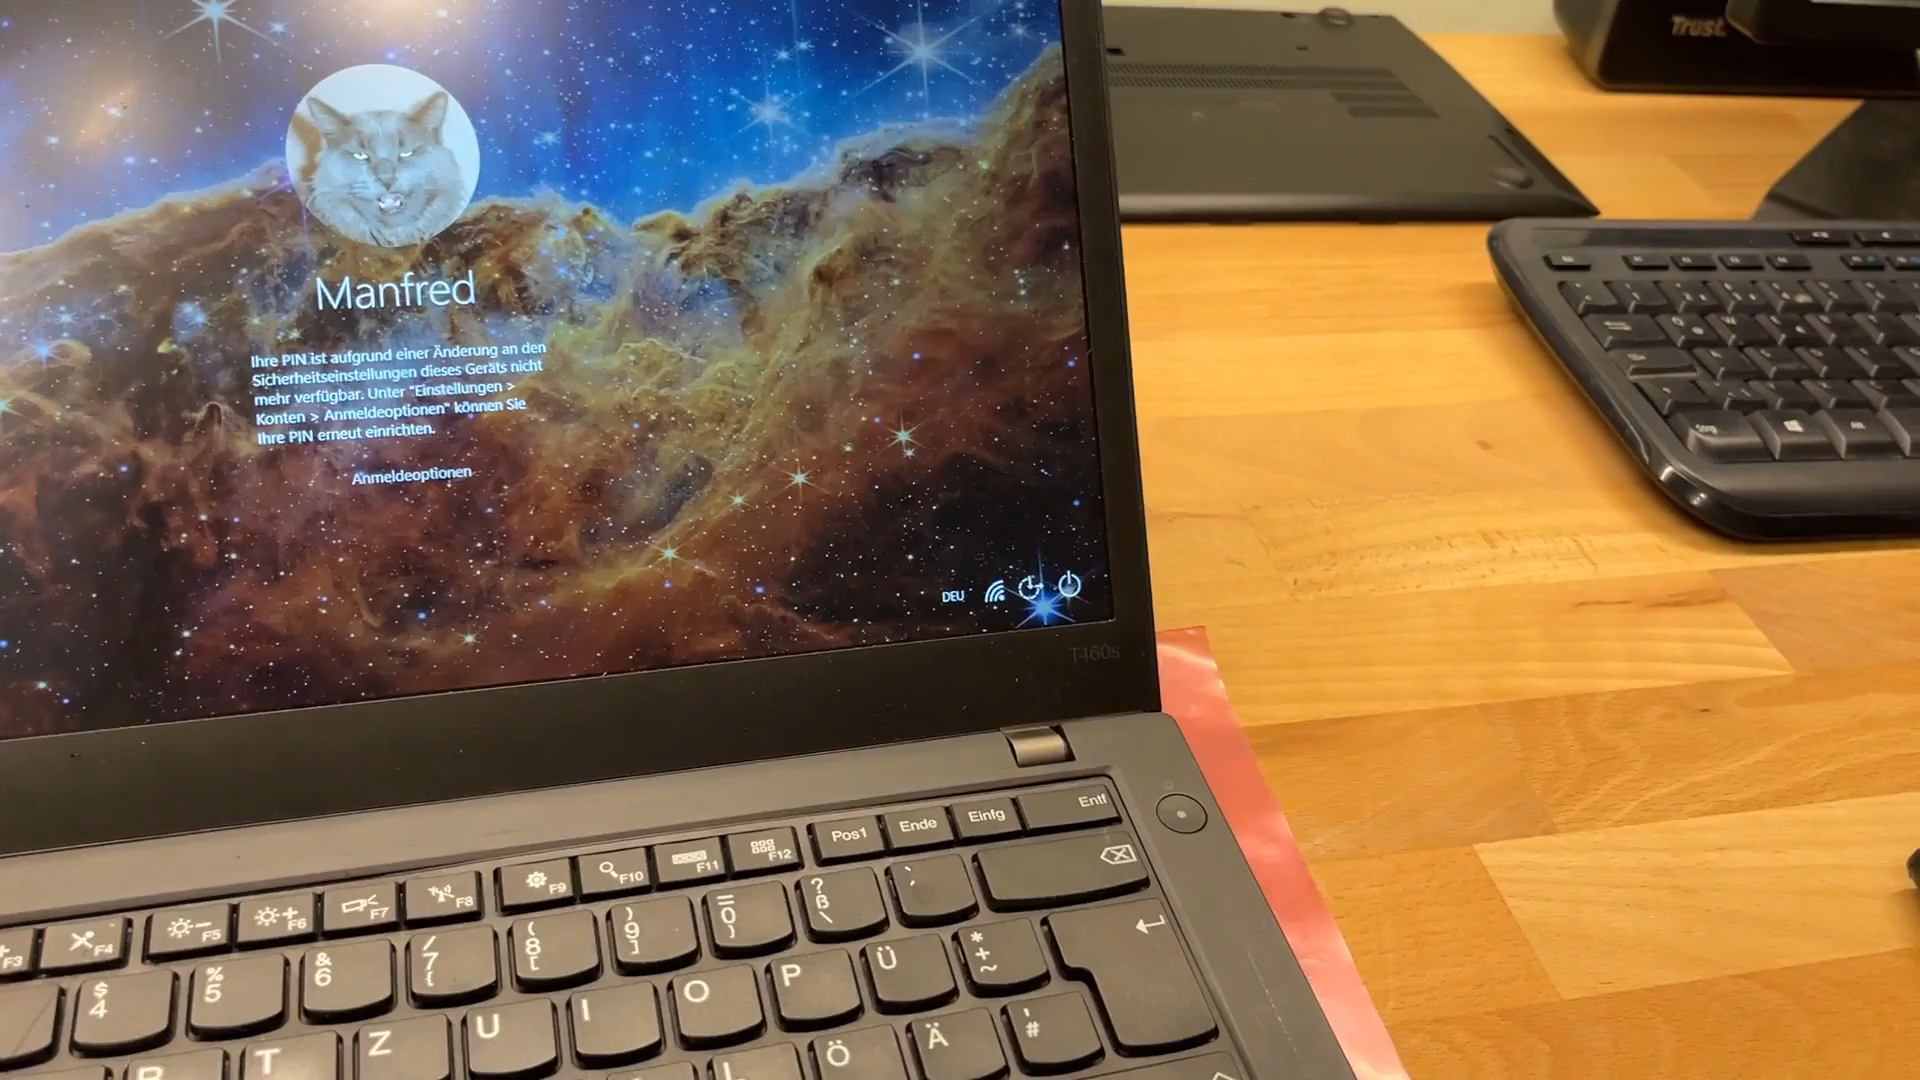 Trust
Manfred
Ihre PIN ist aufgrund einer Änderung an den
Sicherheitseinstellungen dieses Geräts nicht
mehr verfügbar. Unter "Einstellungen >
Konten > Anmeldeoptionen" können Sie
Ihre PIN erneut einrichten.
Anmeldeoptionen
DEU
T460s
Pos1 Ende Einfg Entf
F3 F4 F5 F6 F7 F8 F9 F10 F11 F12
$ 4 % 5 & 6 / 7 { ( 8 [ ) 9 ] = 0 } ? ß \ ´ `
T Z U I O P Ü * + ~
Ö Ä ' #
Strg Alt